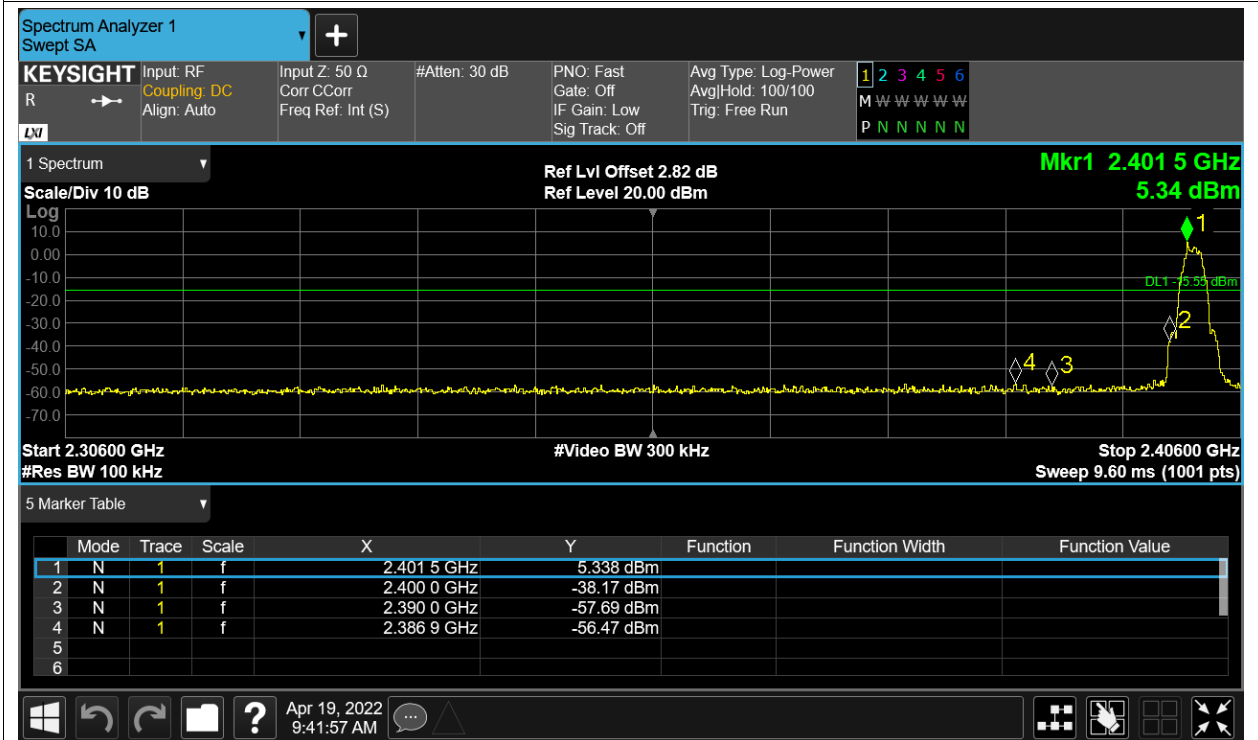 Spectrum Analyzer 1
Swept SA
+
KEYSIGHT Input: RF Input Z: 50 Ω #Atten: 30 dB PNO: Fast Avg Type: Log-Power 1 2 3 4 5 6
R Coupling: DC Corr CCorr Gate: Off Avg|Hold: 100/100 M W W W W W
Align: Auto Freq Ref: Int (S) IF Gain: Low Trig: Free Run
LXI Sig Track: Off P N N N N N
1 Spectrum Ref Lvl Offset 2.82 dB Mkr1 2.401 5 GHz
Scale/Div 10 dB Ref Level 20.00 dBm 5.34 dBm
Log
1
10.0
0.00
-10.0
DL1 -15.55 dBm
-20.0
-30.0
2
-40.0
4 3
-50.0
-60.0
-70.0
Start 2.30600 GHz #Video BW 300 kHz Stop 2.40600 GHz
#Res BW 100 kHz Sweep 9.60 ms (1001 pts)
5 Marker Table
Mode Trace Scale X Y Function Function Width Function Value
1 N 1 f 2.401 5 GHz 5.338 dBm
2 N 1 f 2.400 0 GHz -38.17 dBm
3 N 1 f 2.390 0 GHz -57.69 dBm
4 N 1 f 2.386 9 GHz -56.47 dBm
5
6
? Apr 19, 2022
9:41:57 AM